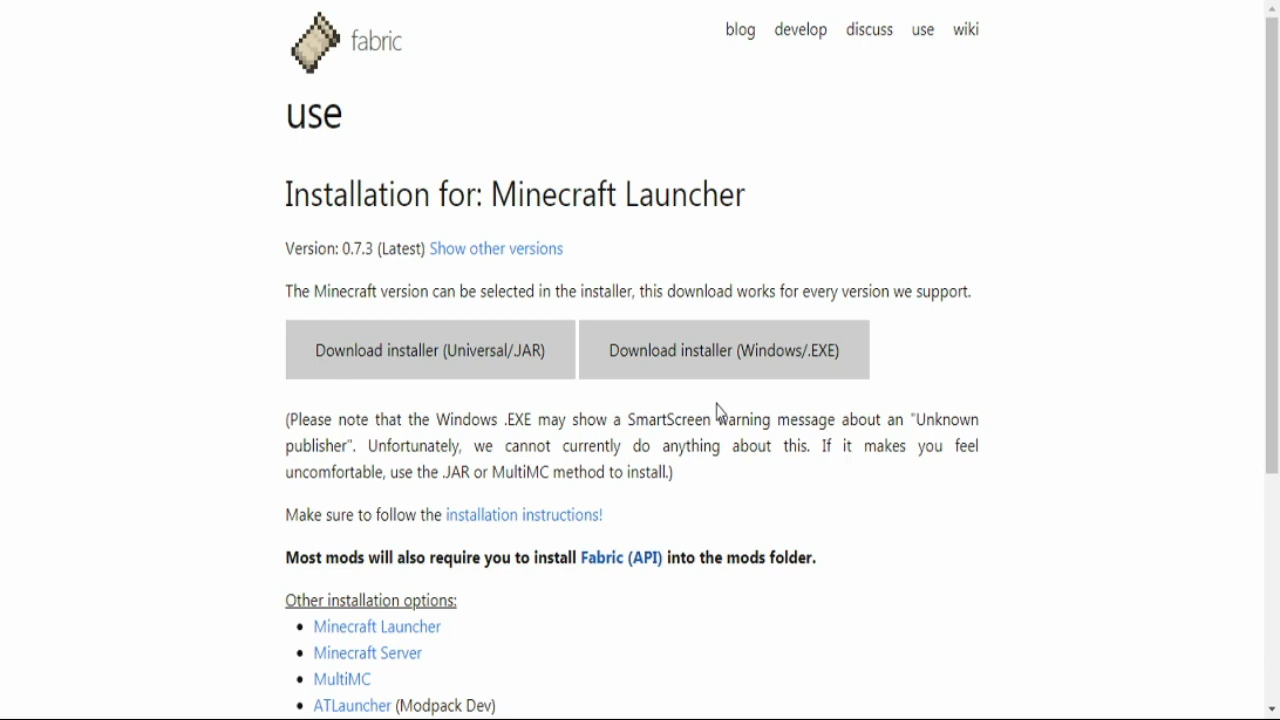 fabric
blog develop discuss use wiki
use
Installation for: Minecraft Launcher
Version: 0.7.3 (Latest) Show other versions
The Minecraft version can be selected in the installer, this download works for every version we support.
Download installer (Universal/.JAR) Download installer (Windows/.EXE)
(Please note that the Windows .EXE may show a SmartScreen warning message about an "Unknown
publisher". Unfortunately, we cannot currently do anything about this. If it makes you feel
uncomfortable, use the .JAR or MultiMC method to install.)
Make sure to follow the installation instructions!
Most mods will also require you to install Fabric (API) into the mods folder.
Other installation options:
• Minecraft Launcher
• Minecraft Server
• MultiMC
• ATLauncher (Modpack Dev)